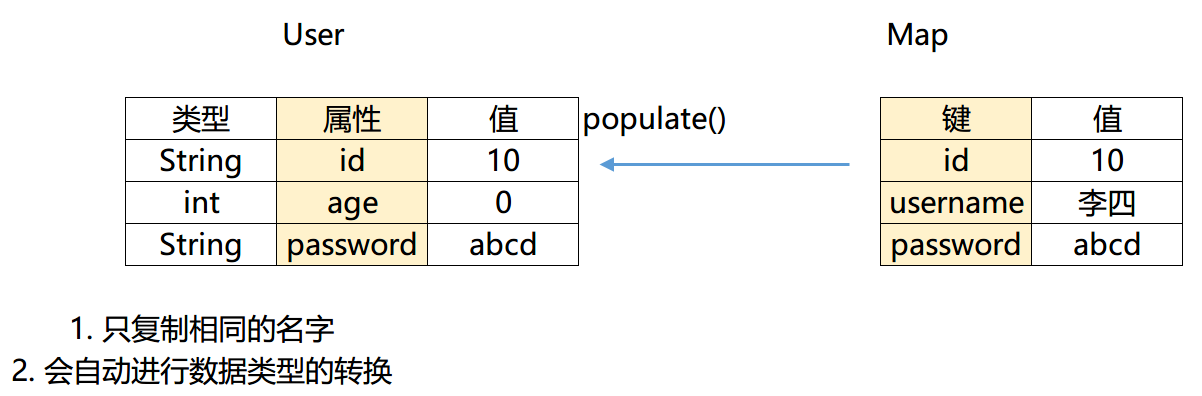 User Map
类型 属性 值 populate() 键 值
String id 10 id 10
int age 0 username 李四
String password abcd password abcd
1. 只复制相同的名字
2. 会自动进行数据类型的转换